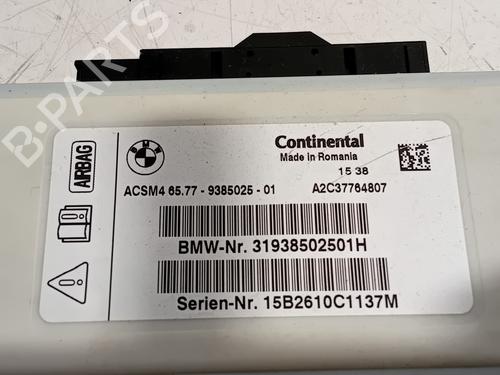 B-PARTS
AIRBAG
BMW
Continental
Made in Romania
15 38
ACSM4 65.77 - 9385025 - 01
A2C37764807
BMW-Nr. 31938502501H
Serien-Nr. 15B2610C1137M